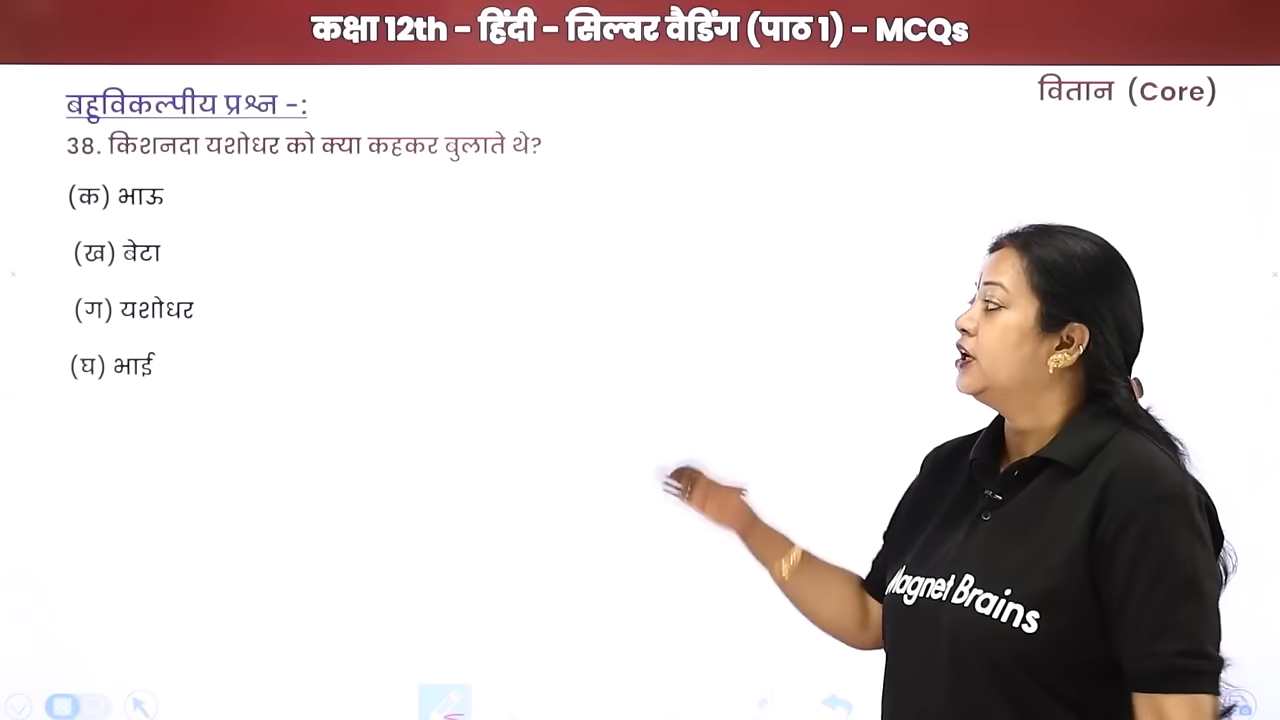 कक्षा 12th - हिंदी - सिल्वर वैडिंग (पाठ 1) - MCQs
वितान (Core)
बहुविकल्पीय प्रश्न -:
38. किशनदा यशोधर को क्या कहकर बुलाते थे?
(क) भाऊ
(ख) बेटा
(ग) यशोधर
(घ) भाई
Magnet Brains